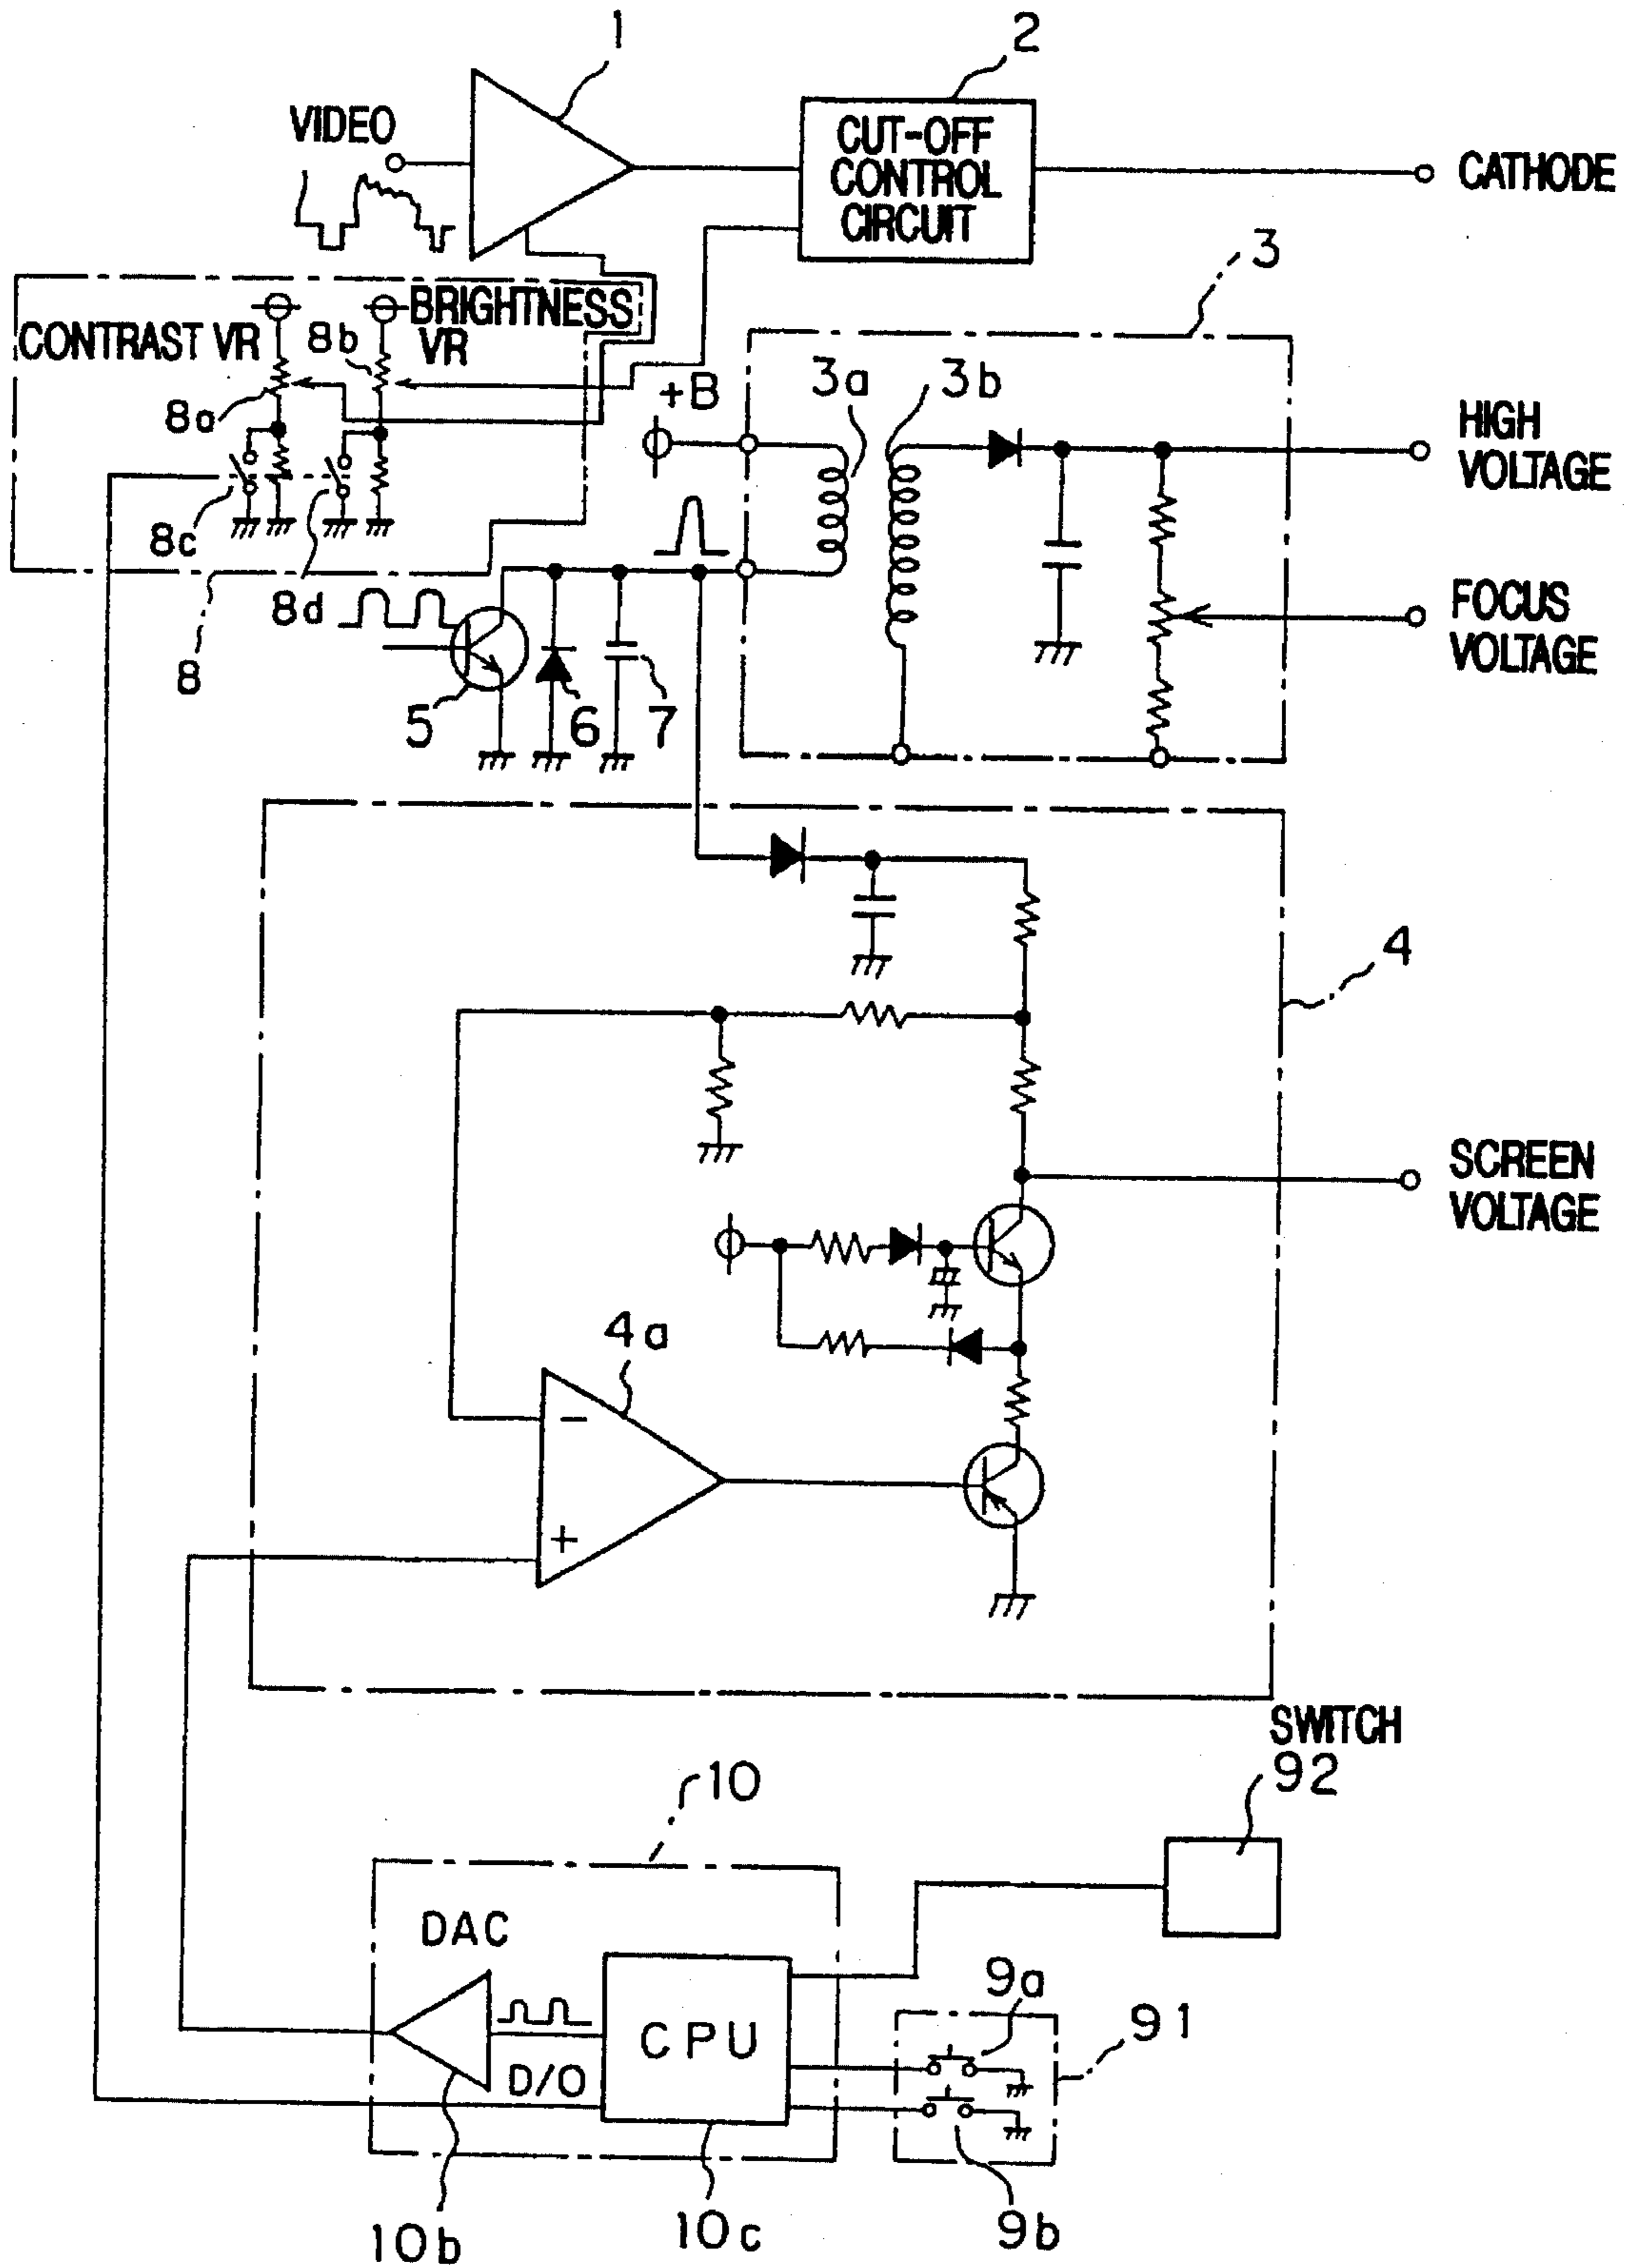 1
2
VIDEO
CUT-OFF
CONTROL
CIRCUIT
CATHODE
3
CONTRAST VR
8b
BRIGHTNESS
VR
8a
+B
3a
3b
HIGH
VOLTAGE
8c
8d
8
FOCUS
VOLTAGE
5
6
7
4
SCREEN
VOLTAGE
4a
−
+
SWITCH
92
10
DAC
CPU
D/O
9a
91
10b
10c
9b